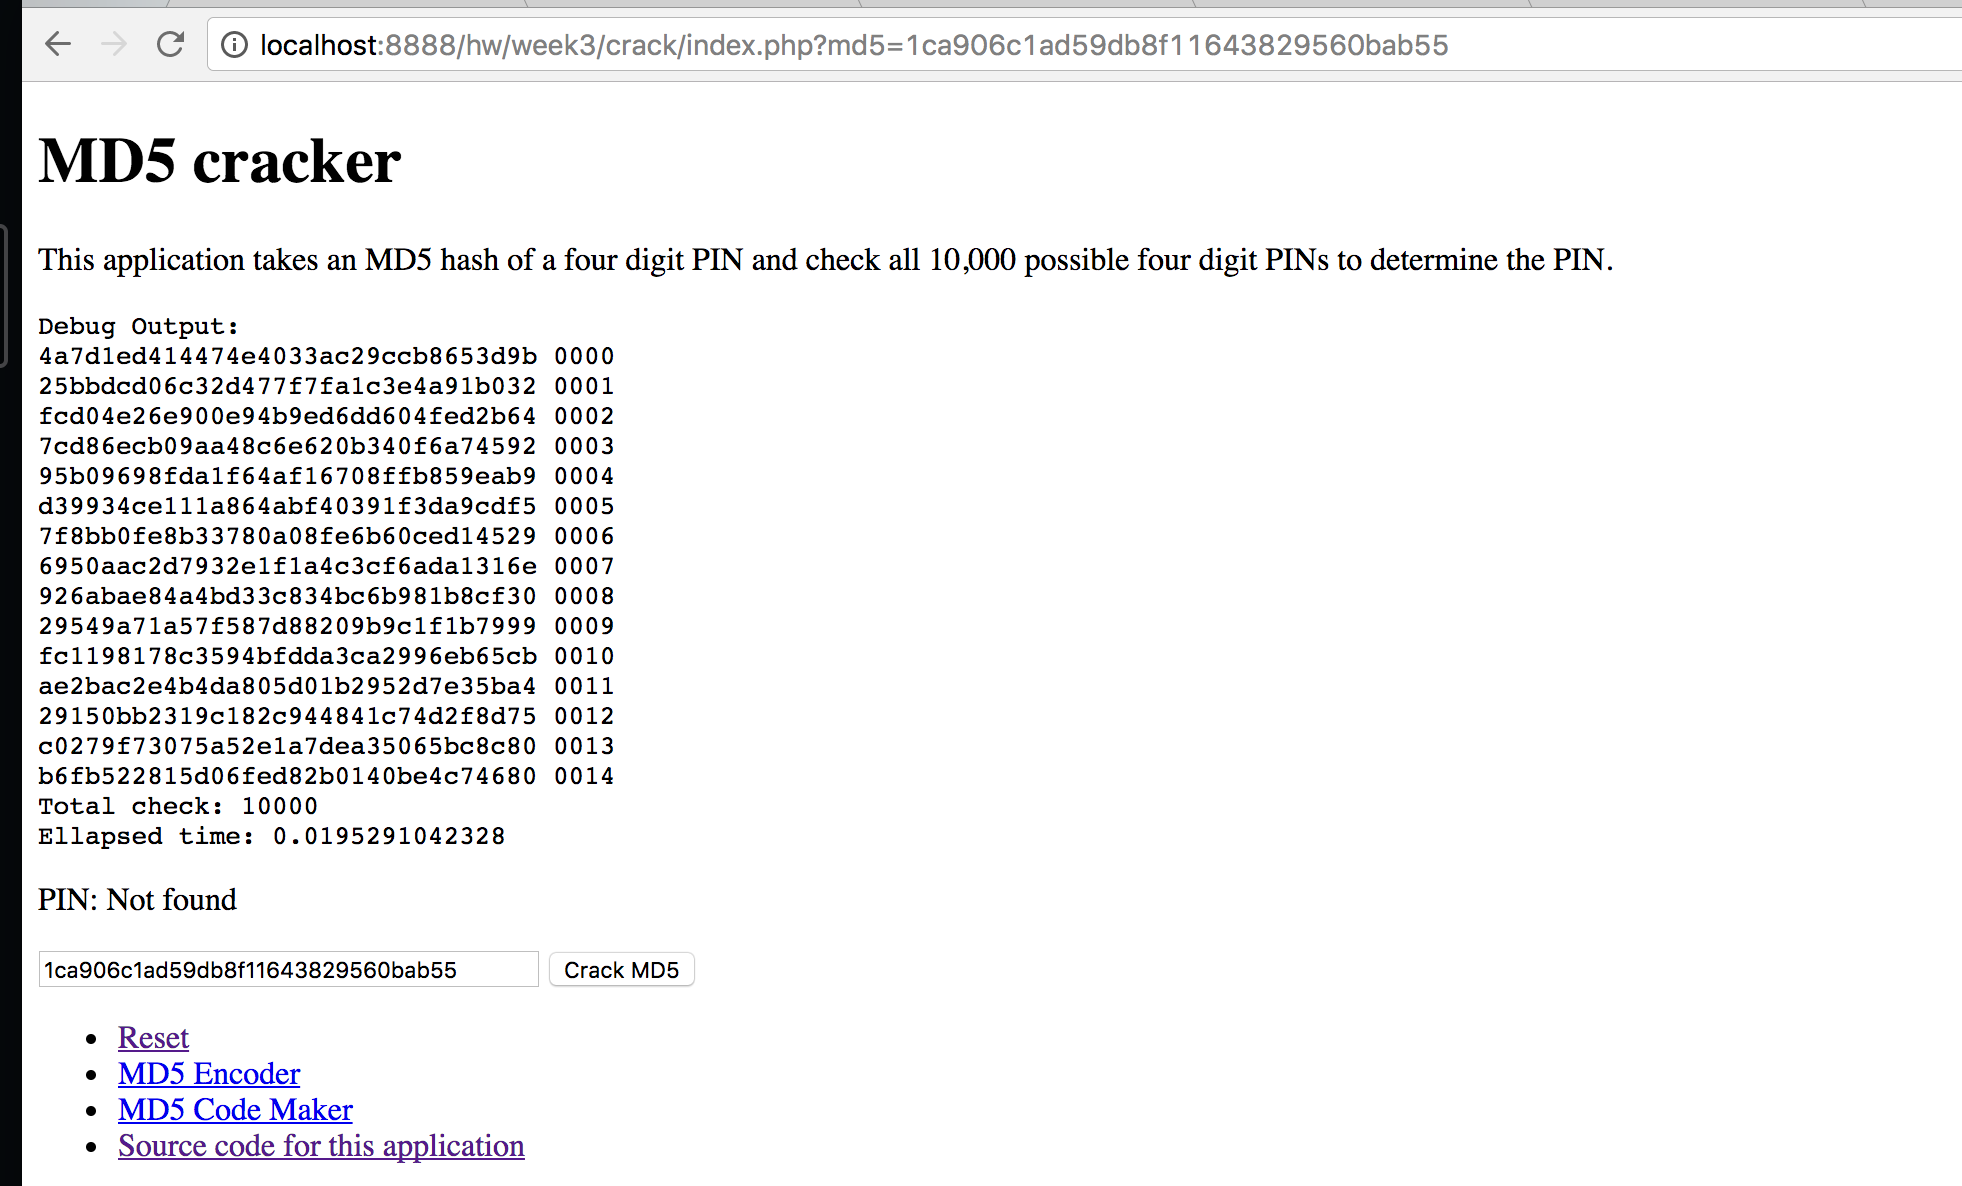 localhost:8888/hw/week3/crack/index.php?md5=1ca906c1ad59db8f11643829560bab55
MD5 cracker
This application takes an MD5 hash of a four digit PIN and check all 10,000 possible four digit PINs to determine the PIN.
Debug Output:
4a7d1ed414474e4033ac29ccb8653d9b 0000
25bbdcd06c32d477f7fa1c3e4a91b032 0001
fcd04e26e900e94b9ed6dd604fed2b64 0002
7cd86ecb09aa48c6e620b340f6a74592 0003
95b09698fda1f64af16708ffb859eab9 0004
d39934ce111a864abf40391f3da9cdf5 0005
7f8bb0fe8b33780a08fe6b60ced14529 0006
6950aac2d7932e1f1a4c3cf6ada1316e 0007
926abae84a4bd33c834bc6b981b8cf30 0008
29549a71a57f587d88209b9c1f1b7999 0009
fc1198178c3594bfdda3ca2996eb65cb 0010
ae2bac2e4b4da805d01b2952d7e35ba4 0011
29150bb2319c182c944841c74d2f8d75 0012
c0279f73075a52e1a7dea35065bc8c80 0013
b6fb522815d06fed82b0140be4c74680 0014
Total check: 10000
Ellapsed time: 0.0195291042328
PIN: Not found
1ca906c1ad59db8f11643829560bab55 Crack MD5
Reset
MD5 Encoder
MD5 Code Maker
Source code for this application